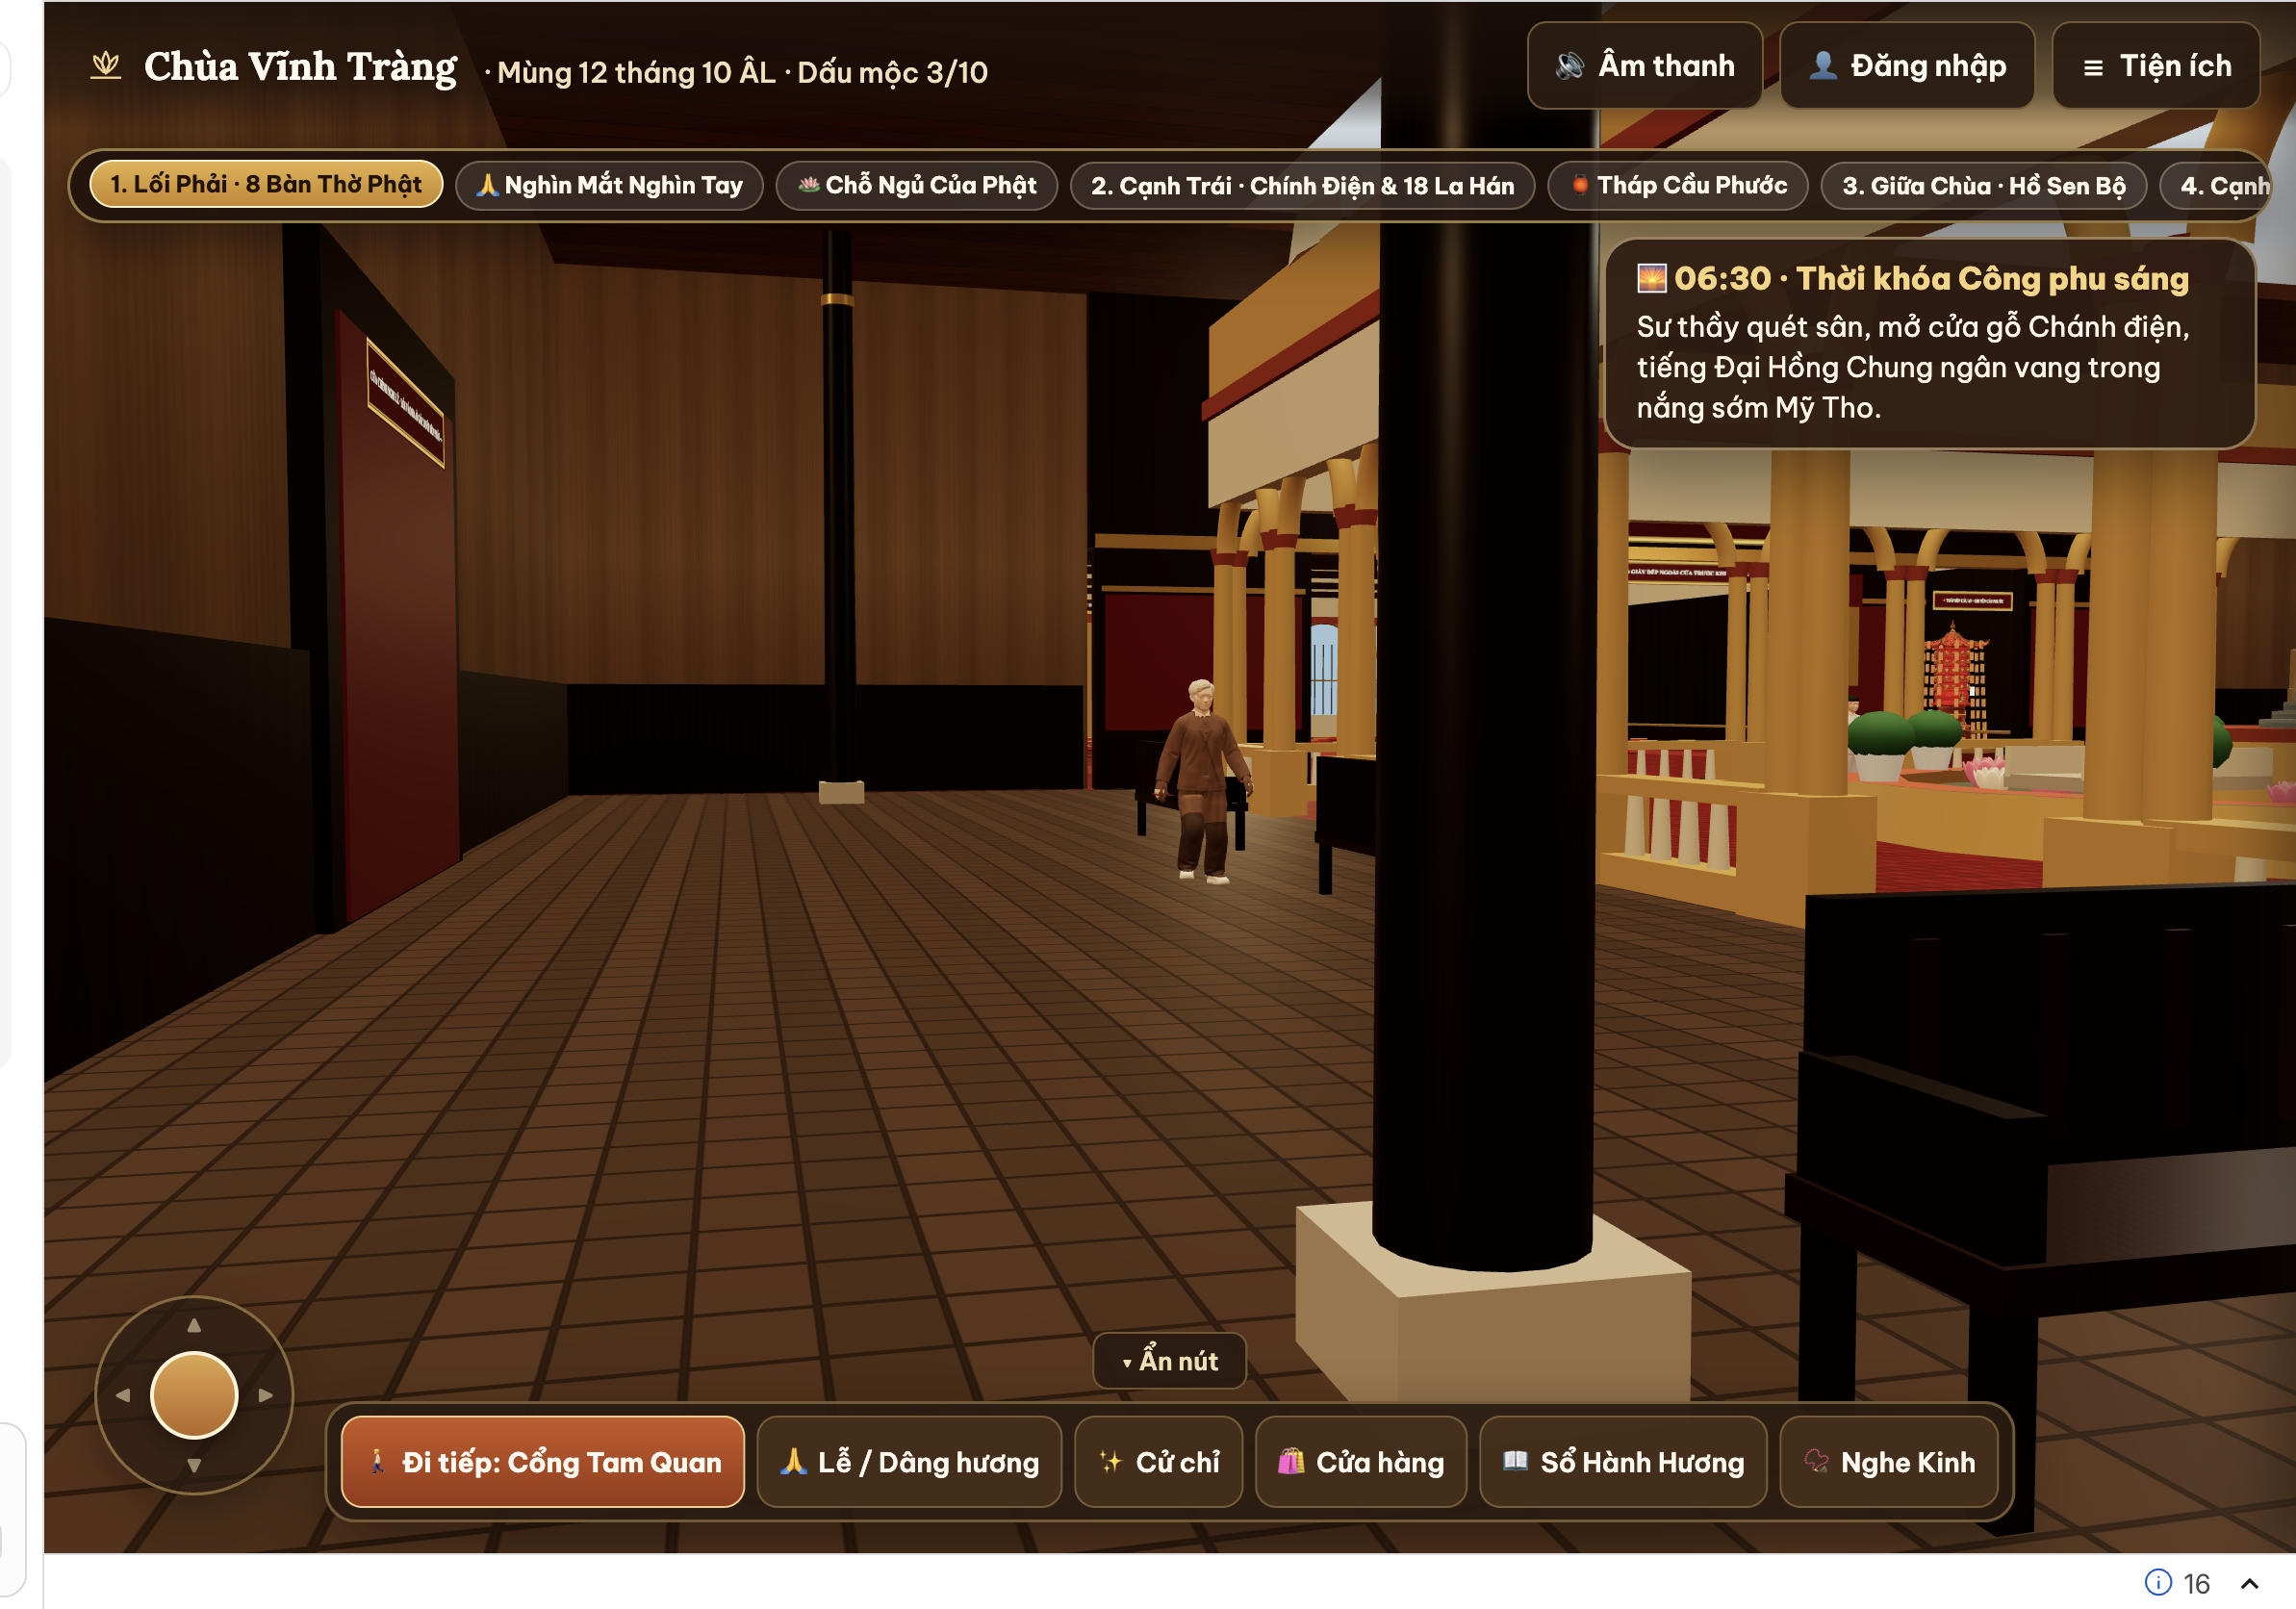 Chùa Vĩnh Tràng · Mùng 12 tháng 10 ÂL · Dấu mộc 3/10
Âm thanh
Đăng nhập
Tiện ích
1. Lối Phải · 8 Bàn Thờ Phật
Nghìn Mắt Nghìn Tay
Chỗ Ngủ Của Phật
2. Cạnh Trái · Chính Điện & 18 La Hán
Tháp Cầu Phước
3. Giữa Chùa · Hồ Sen Bộ
4. Cạnh
06:30 · Thời khóa Công phu sáng
Sư thầy quét sân, mở cửa gỗ Chánh điện,
tiếng Đại Hồng Chung ngân vang trong
nắng sớm Mỹ Tho.
Ẩn nút
Đi tiếp: Cổng Tam Quan
Lễ / Dâng hương
Cử chỉ
Cửa hàng
Sổ Hành Hương
Nghe Kinh
16